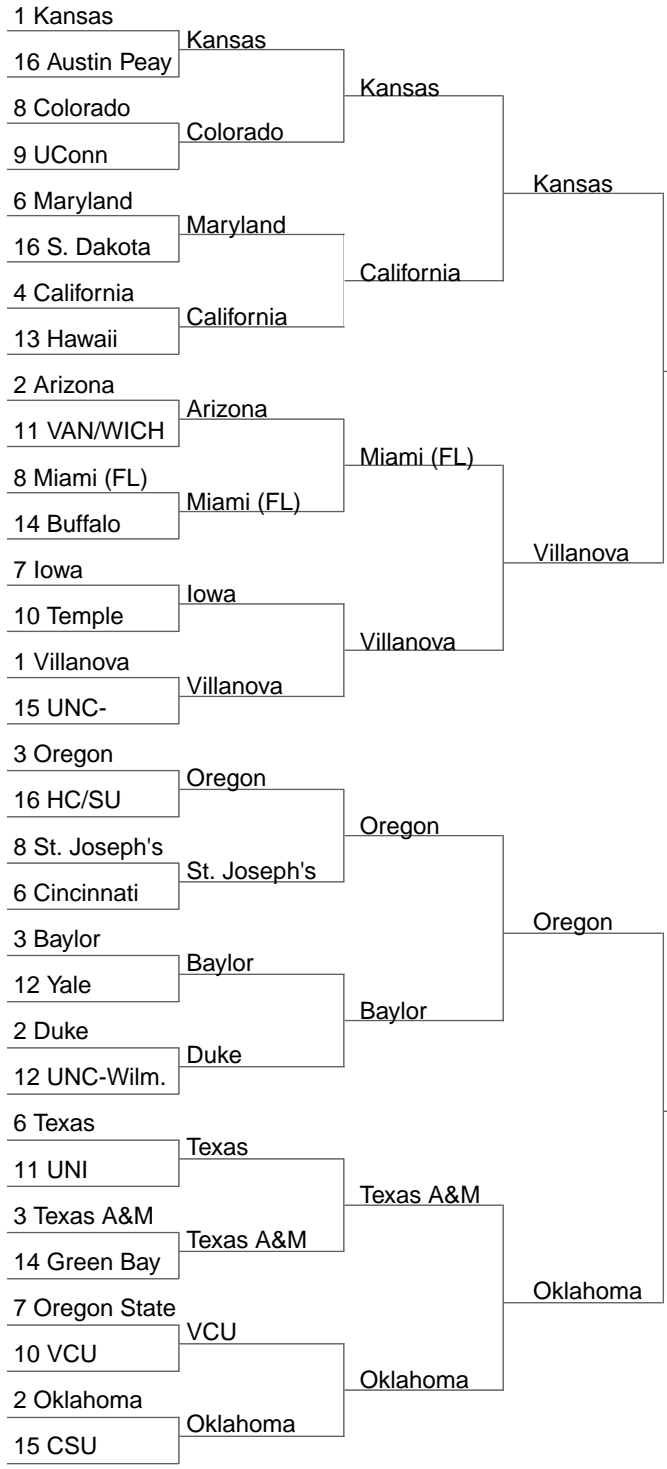 1 Kansas
Kansas
16 Austin Peay
Kansas
8 Colorado
Colorado
9 UConn
Kansas
6 Maryland
Maryland
16 S. Dakota
California
4 California
California
13 Hawaii
2 Arizona
Arizona
11 VAN/WICH
Miami (FL)
8 Miami (FL)
Miami (FL)
14 Buffalo
Villanova
7 Iowa
Iowa
10 Temple
Villanova
1 Villanova
Villanova
15 UNC-
3 Oregon
Oregon
16 HC/SU
Oregon
8 St. Joseph's
St. Joseph's
6 Cincinnati
Oregon
3 Baylor
Baylor
12 Yale
Baylor
2 Duke
Duke
12 UNC-Wilm.
6 Texas
Texas
11 UNI
Texas A&M
3 Texas A&M
Texas A&M
14 Green Bay
Oklahoma
7 Oregon State
VCU
10 VCU
Oklahoma
2 Oklahoma
Oklahoma
15 CSU